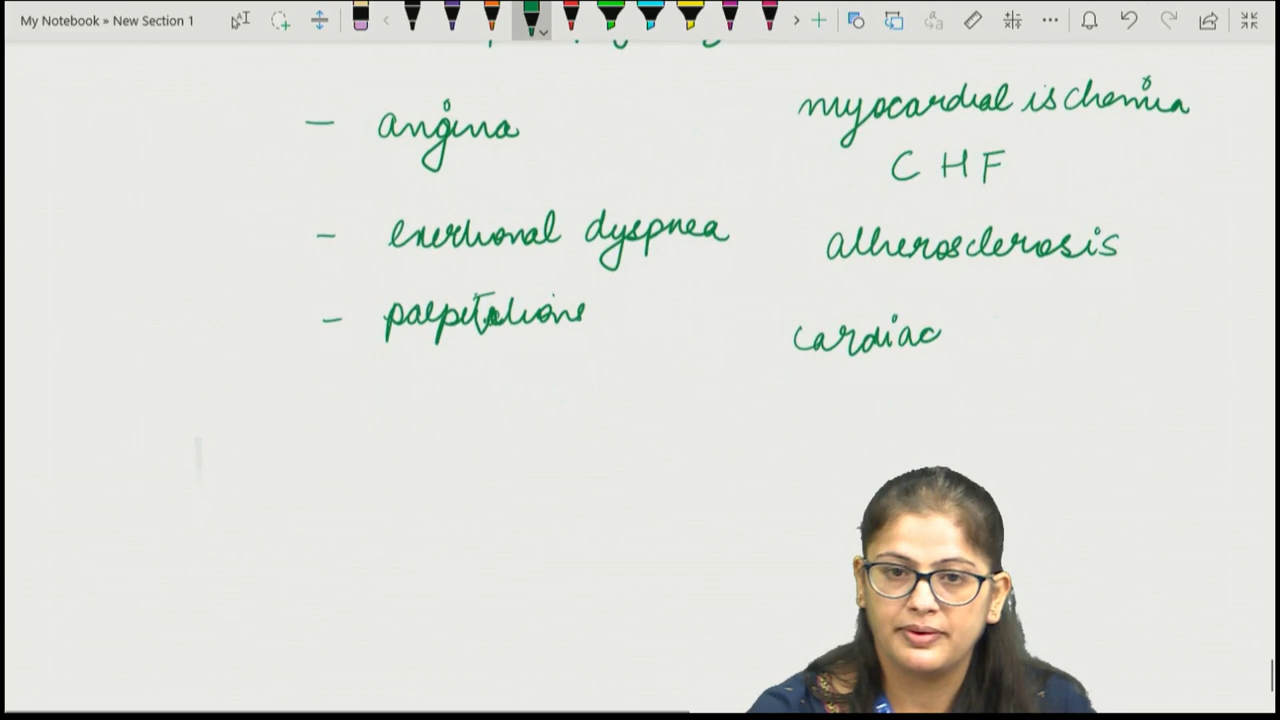 My Notebook » New Section 1
- angina
- exertional dyspnea
- palpitations
myocardial ischemia
CHF
atherosclerosis
cardiac